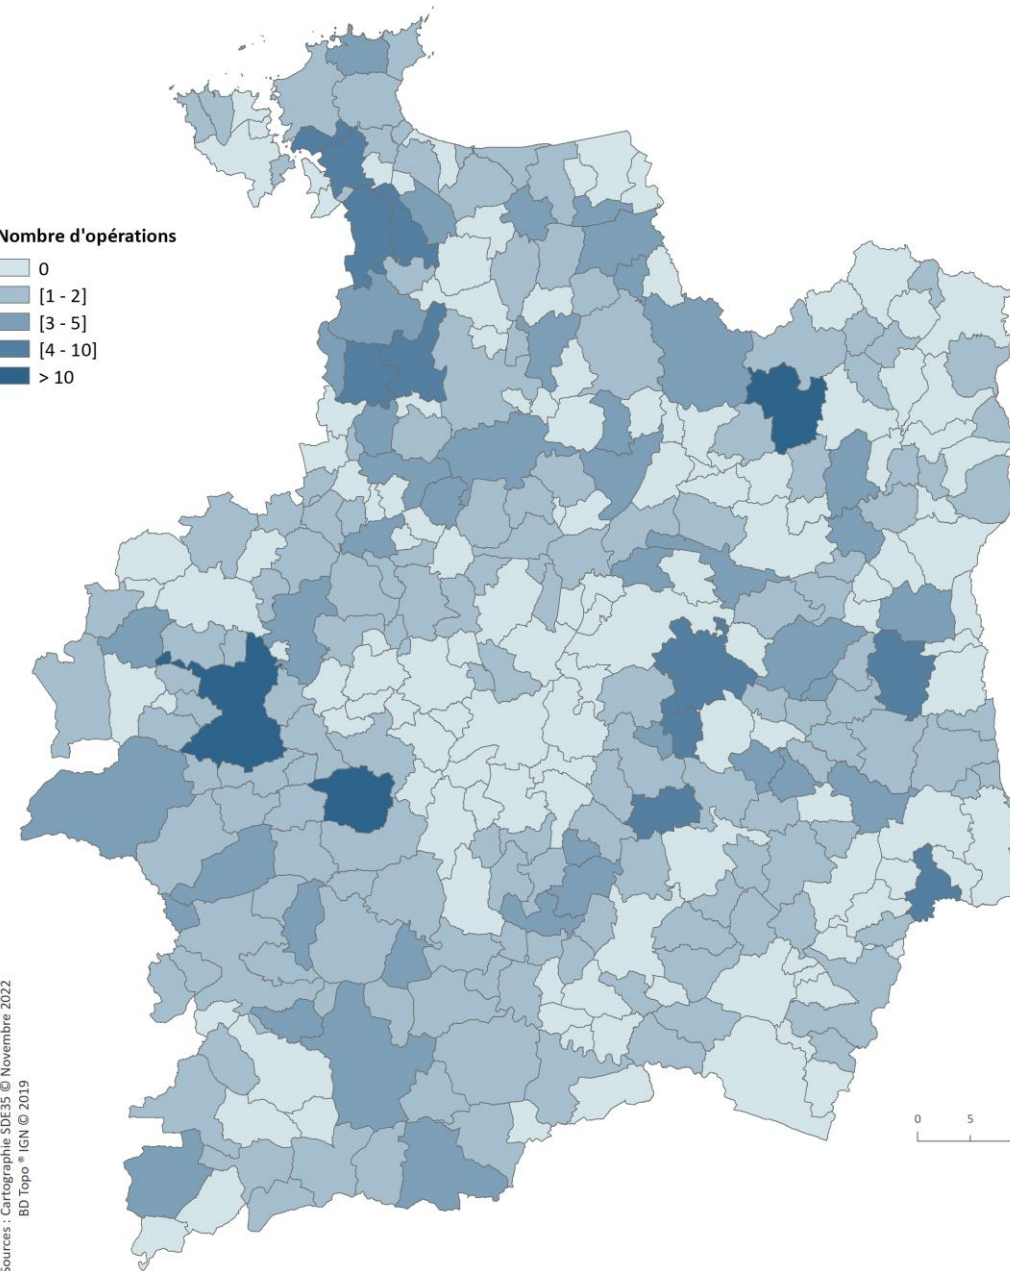 Nombre d'opérations
0
[1 - 2]
[3 - 5]
[4 - 10]
> 10
Sources : Cartographie SDE35 © Novembre 2022
BD Topo ® IGN © 2019
0 5